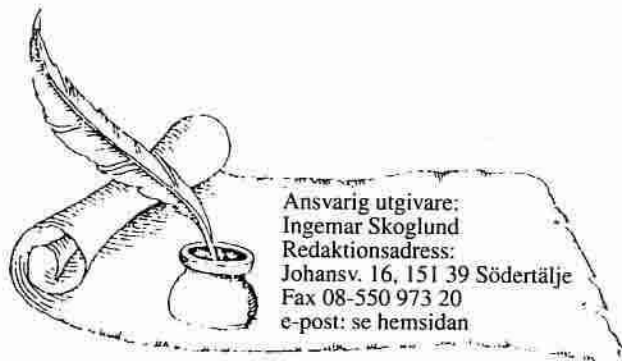 Ansvarig utgivare:
Ingemar Skoglund
Redaktionsadress:
Johansv. 16, 151 39 Södertälje
Fax 08-550 973 20
e-post: se hemsidan